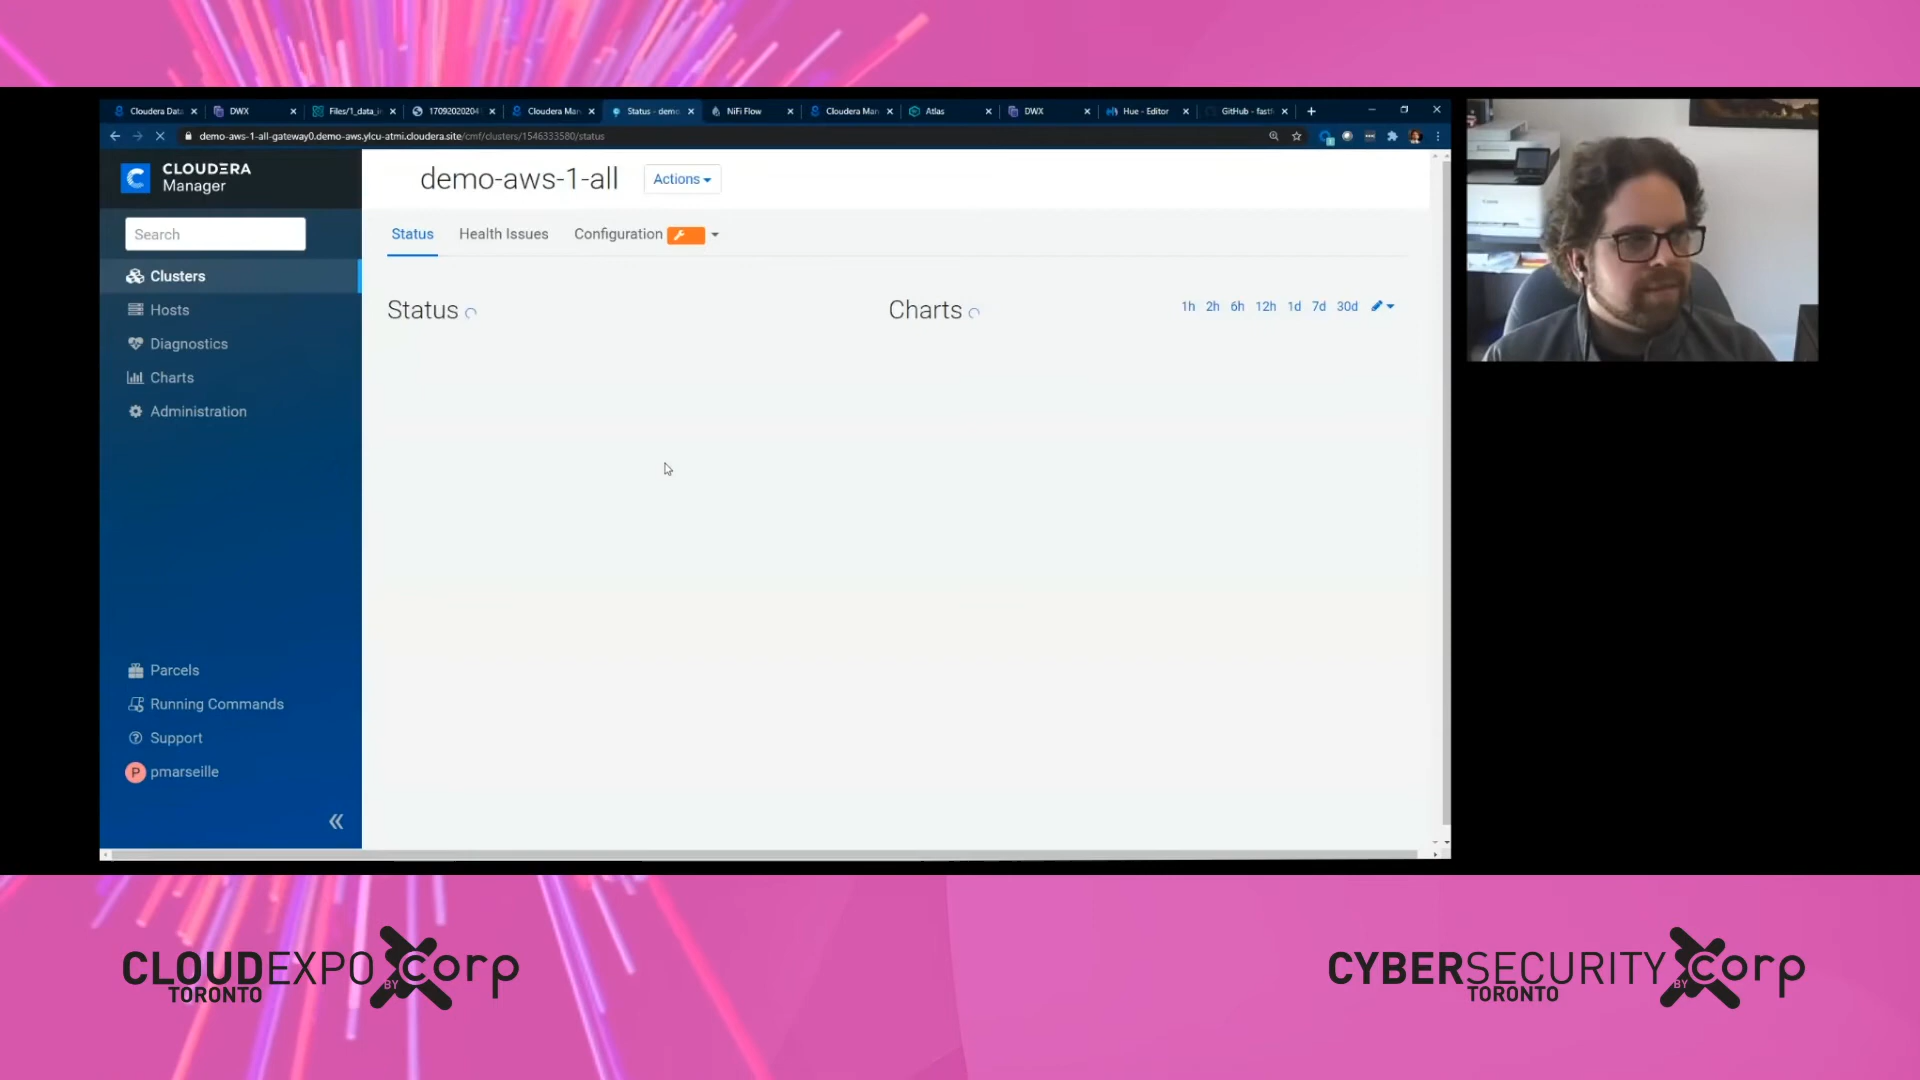 Cloudera Data
DWX
Files/1_data_i
17092020204
Cloudera Man
Status - demo
NiFi Flow
Cloudera Man
Atlas
DWX
Hue - Editor
GitHub - fast
demo-aws-1-all-gateway0.demo-aws.ylcu-atmi.cloudera.site/cmf/clusters/1546333580/status
CLOUDERA
Manager
demo-aws-1-all
Actions
Search
Status
Health Issues
Configuration
Clusters
Hosts
Diagnostics
Charts
Administration
Status
Charts
1h 2h 6h 12h 1d 7d 30d
Parcels
Running Commands
Support
P pmarseille
CLOUDEXPO BY Xcorp
TORONTO
CYBERSECURITY BY Xcorp
TORONTO